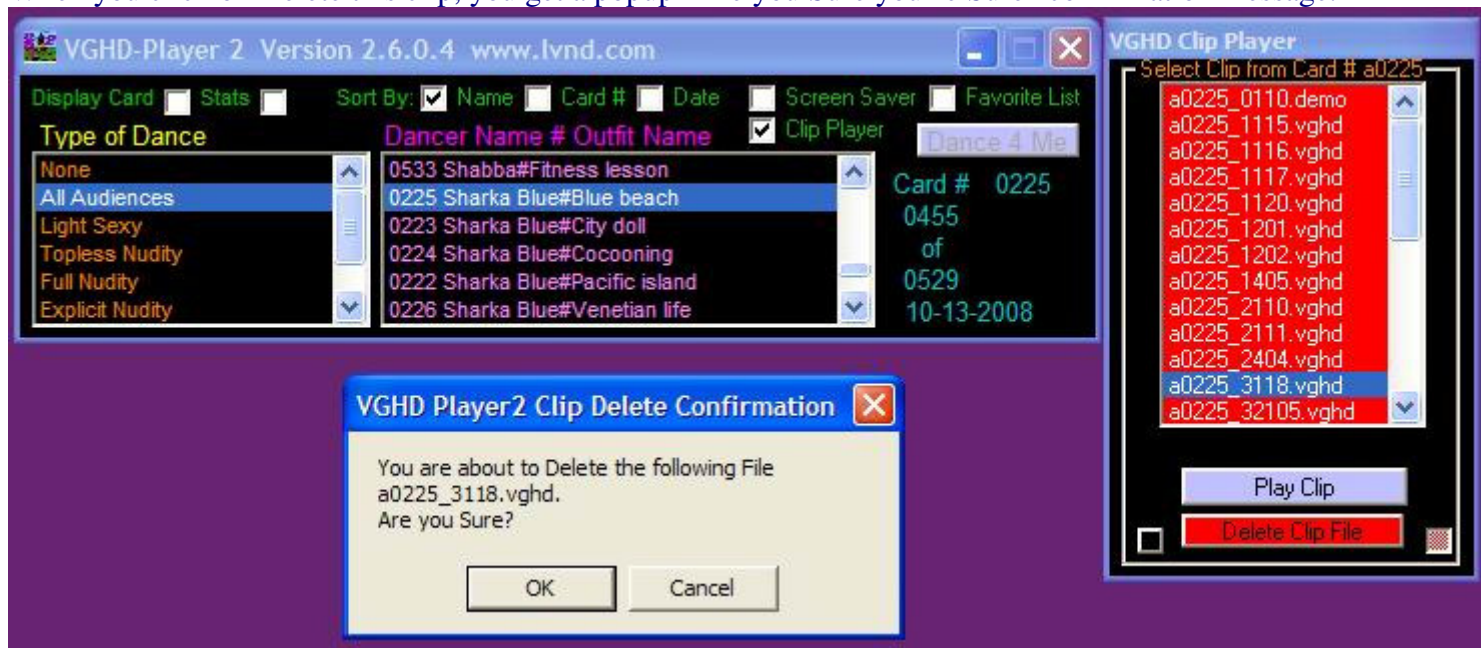 VGHD-Player 2 Version 2.6.0.4 www.lvnd.com
Display Card Stats Sort By: Name Card # Date Screen Saver Favorite List
Type of Dance Dancer Name # Outfit Name Clip Player Dance 4 Me
None
All Audiences
Light Sexy
Topless Nudity
Full Nudity
Explicit Nudity
0533 Shabba#Fitness lesson
0225 Sharka Blue#Blue beach
0223 Sharka Blue#City doll
0224 Sharka Blue#Cocooning
0222 Sharka Blue#Pacific island
0226 Sharka Blue#Venetian life
Card # 0225
0455
of
0529
10-13-2008
VGHD Clip Player
Select Clip from Card # a0225
a0225_0110.demo
a0225_1115.vghd
a0225_1116.vghd
a0225_1117.vghd
a0225_1120.vghd
a0225_1201.vghd
a0225_1202.vghd
a0225_1405.vghd
a0225_2110.vghd
a0225_2111.vghd
a0225_2404.vghd
a0225_3118.vghd
a0225_32105.vghd
Play Clip
Delete Clip File
VGHD Player2 Clip Delete Confirmation
You are about to Delete the following File
a0225_3118.vghd.
Are you Sure?
OK Cancel